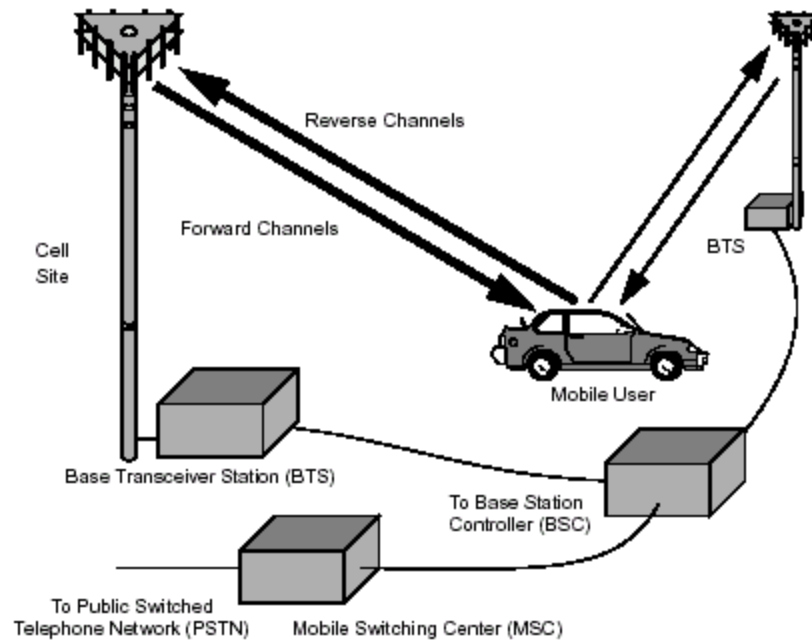 Reverse Channels
Forward Channels
Cell
Site
BTS
Mobile User
Base Transceiver Station (BTS)
To Base Station
Controller (BSC)
To Public Switched
Telephone Network (PSTN)
Mobile Switching Center (MSC)